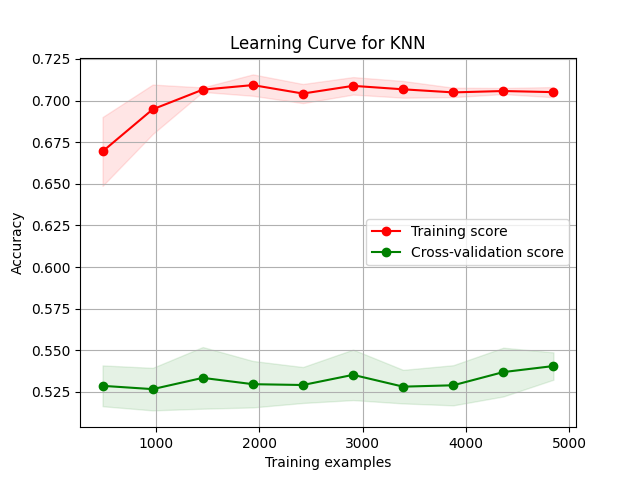 Learning Curve for KNN
0.725
0.700
0.675
0.650
0.625
0.600
0.575
0.550
0.525
Accuracy
Training score
Cross-validation score
1000 2000 3000 4000 5000
Training examples